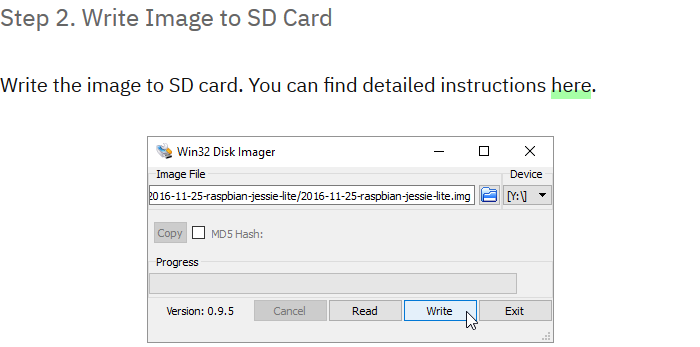 Step 2. Write Image to SD Card
Write the image to SD card. You can find detailed instructions here.
Win32 Disk Imager
Image File
Device
2016-11-25-raspbian-jessie-lite/2016-11-25-raspbian-jessie-lite.img
[Y:\]
Copy
MD5 Hash:
Progress
Version: 0.9.5
Cancel
Read
Write
Exit